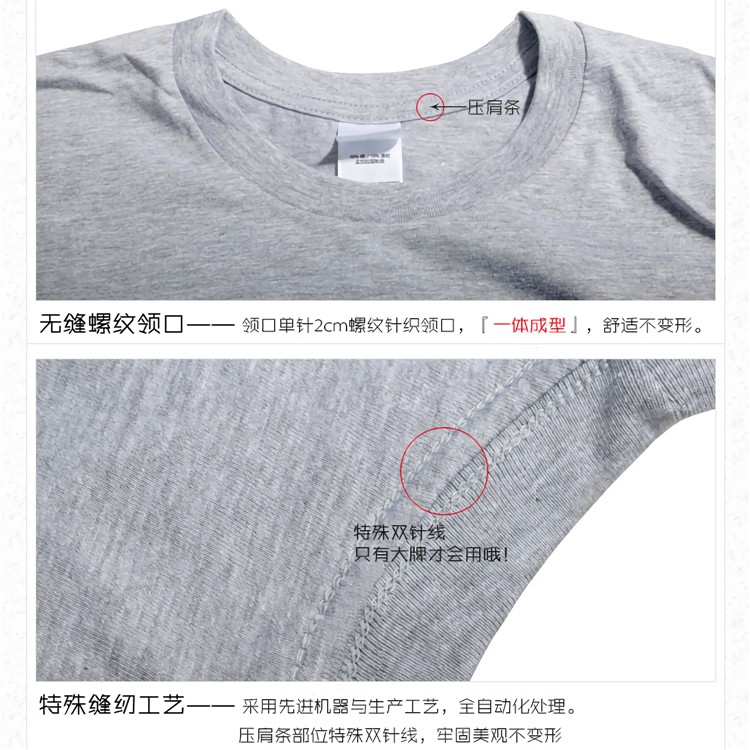 压肩条
无缝螺纹领口—— 领口单针2cm螺纹针织领口，『一体成型』，舒适不变形。
特殊双针线
只有大牌才会用哦！
特殊缝纫工艺—— 采用先进机器与生产工艺，全自动化处理。
压肩条部位特殊双针线，牢固美观不变形